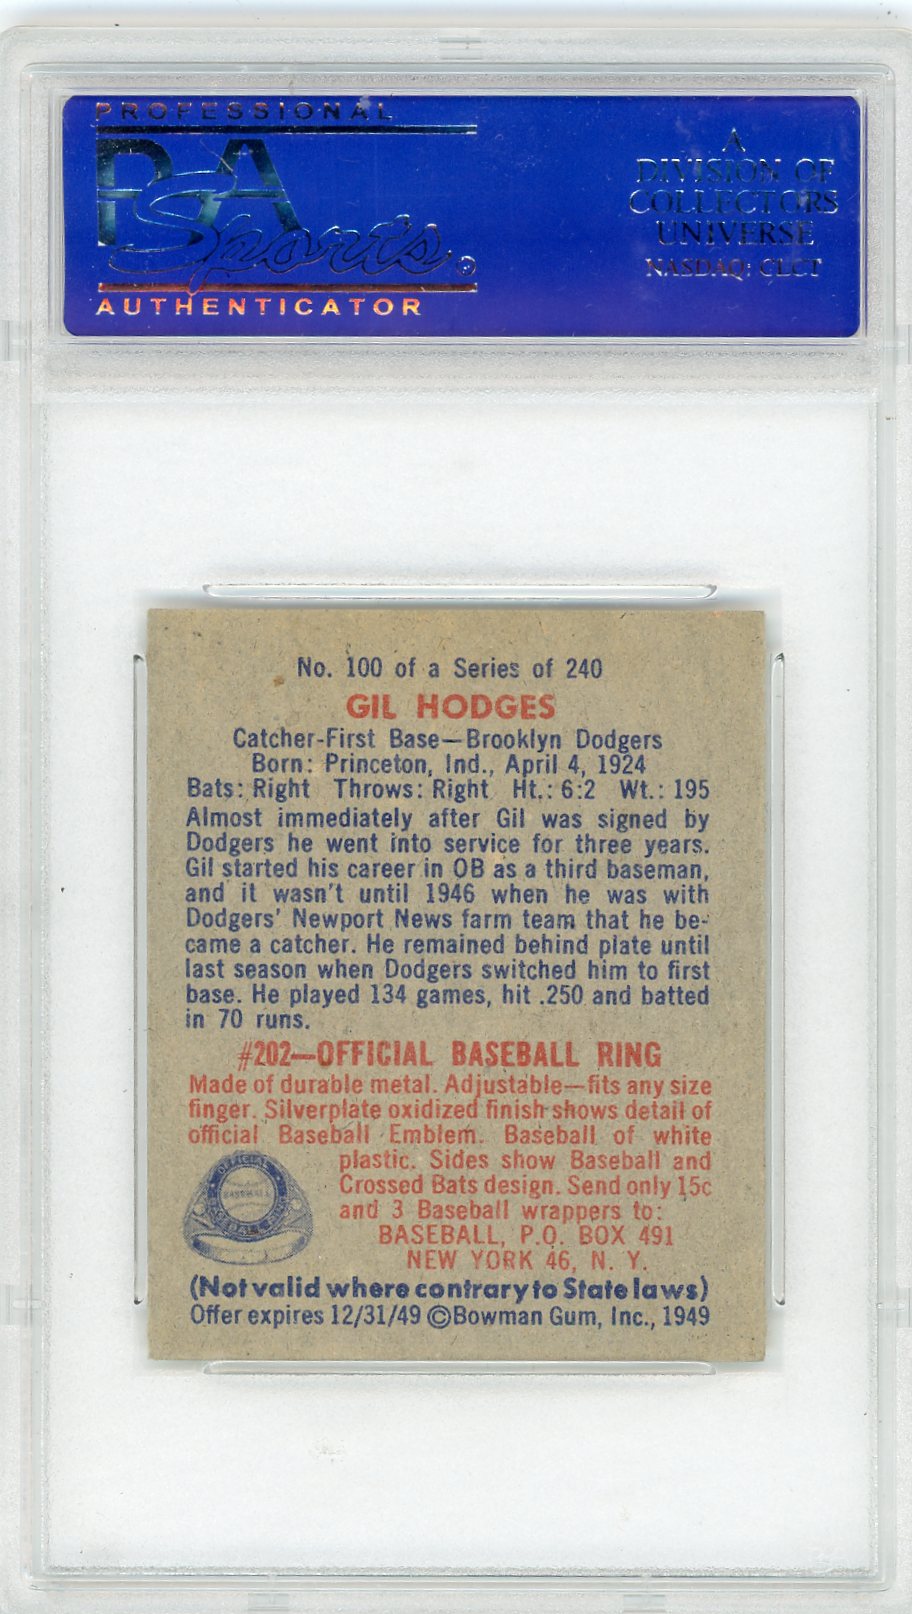 PROFESSIONAL
PSA
Sports®
AUTHENTICATOR
A
DIVISION OF
COLLECTORS
UNIVERSE
NASDAQ: CLCT
No. 100 of a Series of 240
GIL HODGES
Catcher-First Base—Brooklyn Dodgers
Born: Princeton, Ind., April 4, 1924
Bats: Right Throws: Right Ht.: 6:2 Wt.: 195
Almost immediately after Gil was signed by
Dodgers he went into service for three years.
Gil started his career in OB as a third baseman,
and it wasn't until 1946 when he was with
Dodgers' Newport News farm team that he be-
came a catcher. He remained behind plate until
last season when Dodgers switched him to first
base. He played 134 games, hit .250 and batted
in 70 runs.
#202—OFFICIAL BASEBALL RING
Made of durable metal. Adjustable—fits any size
finger. Silverplate oxidized finish shows detail of
official Baseball Emblem. Baseball of white
plastic. Sides show Baseball and
Crossed Bats design. Send only 15c
and 3 Baseball wrappers to:
BASEBALL, P.O. BOX 491
NEW YORK 46, N. Y.
OFFICIAL
BASEBALL
BASEBALL RING
(Not valid where contrary to State laws)
Offer expires 12/31/49 ©Bowman Gum, Inc., 1949